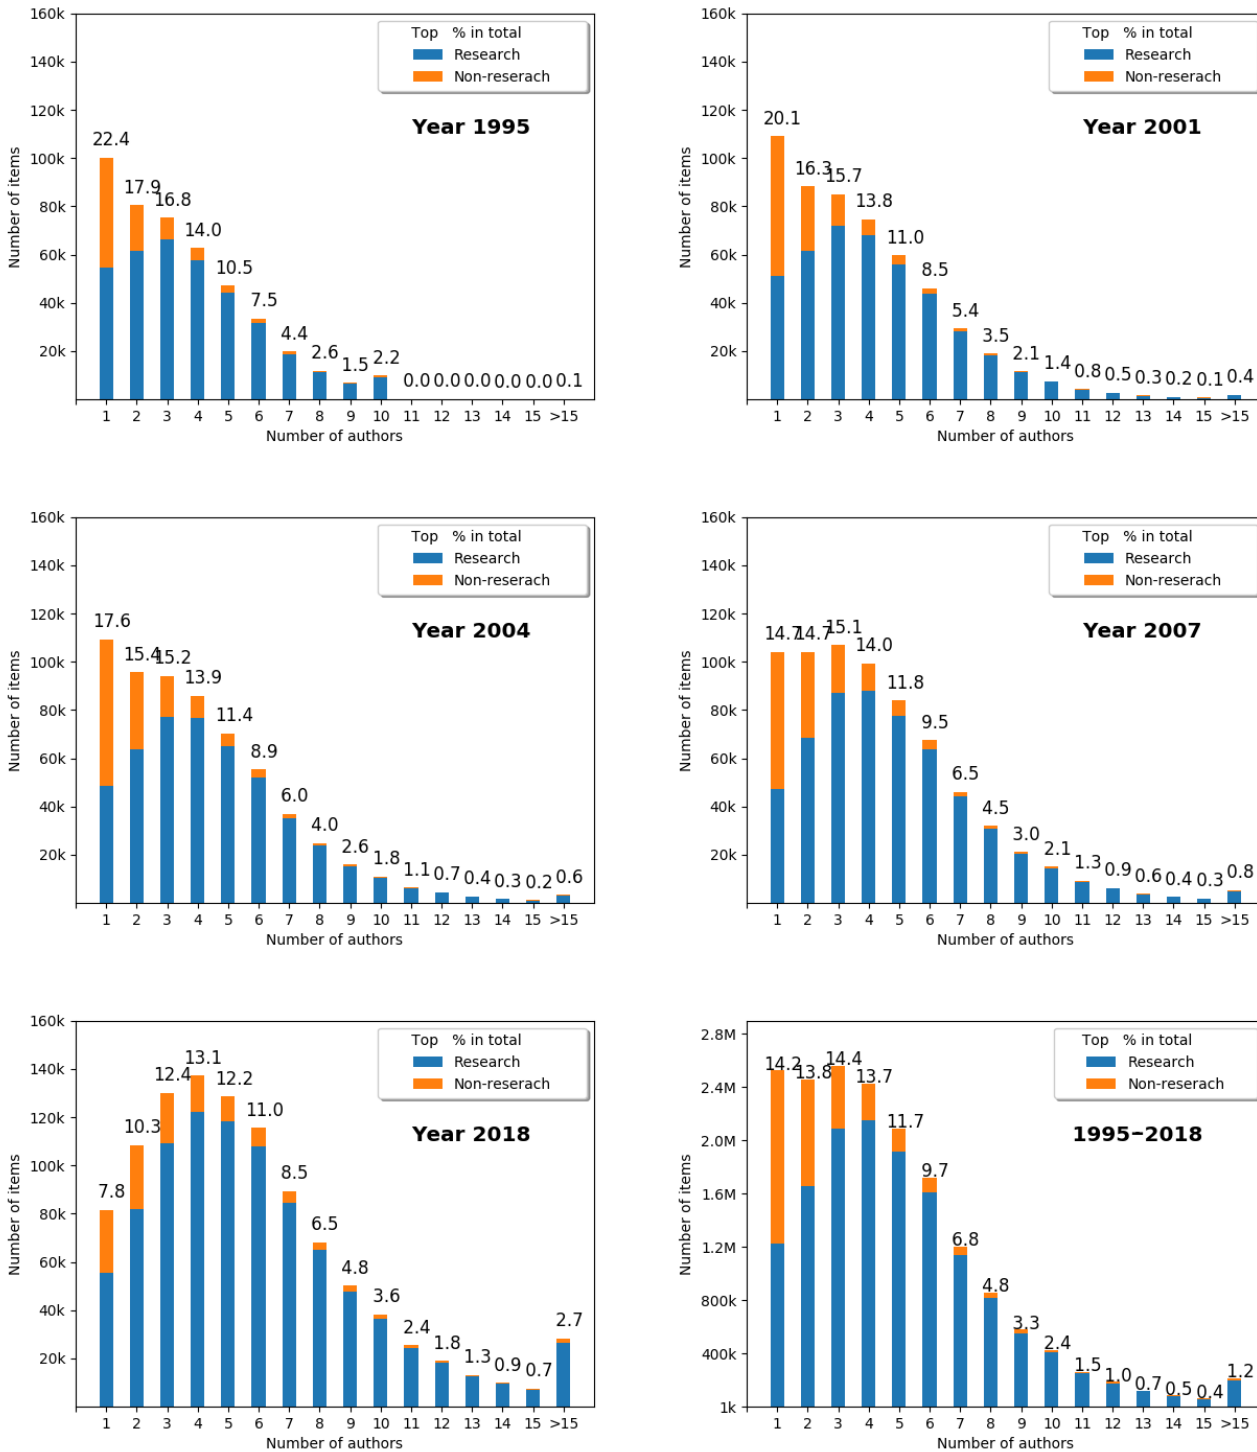 160k
140k
120k
100k
80k
60k
40k
20k
Number of items
Top % in total
Research
Non-reserach
Year 1995
22.4 17.9 16.8 14.0 10.5 7.5 4.4 2.6 1.5 2.2 0.0 0.0 0.0 0.0 0.0 0.1
1 2 3 4 5 6 7 8 9 10 11 12 13 14 15 >15
Number of authors
160k
140k
120k
100k
80k
60k
40k
20k
Number of items
Top % in total
Research
Non-reserach
Year 2001
20.1 16.3 15.7 13.8 11.0 8.5 5.4 3.5 2.1 1.4 0.8 0.5 0.3 0.2 0.1 0.4
1 2 3 4 5 6 7 8 9 10 11 12 13 14 15 >15
Number of authors
160k
140k
120k
100k
80k
60k
40k
20k
Number of items
Top % in total
Research
Non-reserach
Year 2004
17.6 15.4 15.2 13.9 11.4 8.9 6.0 4.0 2.6 1.8 1.1 0.7 0.4 0.3 0.2 0.6
1 2 3 4 5 6 7 8 9 10 11 12 13 14 15 >15
Number of authors
160k
140k
120k
100k
80k
60k
40k
20k
Number of items
Top % in total
Research
Non-reserach
Year 2007
14.7 14.7 15.1 14.0 11.8 9.5 6.5 4.5 3.0 2.1 1.3 0.9 0.6 0.4 0.3 0.8
1 2 3 4 5 6 7 8 9 10 11 12 13 14 15 >15
Number of authors
160k
140k
120k
100k
80k
60k
40k
20k
Number of items
Top % in total
Research
Non-reserach
Year 2018
7.8 10.3 12.4 13.1 12.2 11.0 8.5 6.5 4.8 3.6 2.4 1.8 1.3 0.9 0.7 2.7
1 2 3 4 5 6 7 8 9 10 11 12 13 14 15 >15
Number of authors
2.8M
2.4M
2.0M
1.6M
1.2M
800k
400k
1k
Number of items
Top % in total
Research
Non-reserach
1995–2018
14.2 13.8 14.4 13.7 11.7 9.7 6.8 4.8 3.3 2.4 1.5 1.0 0.7 0.5 0.4 1.2
1 2 3 4 5 6 7 8 9 10 11 12 13 14 15 >15
Number of authors